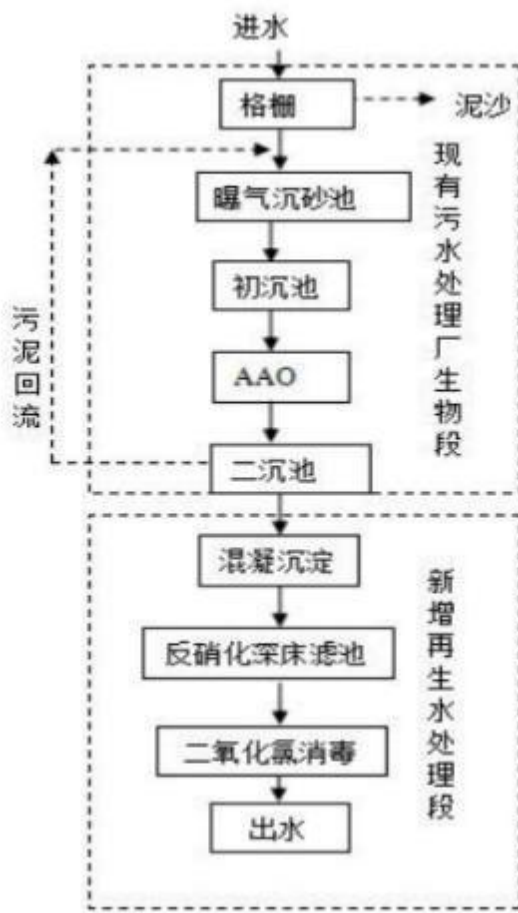 进水
格栅
泥沙
曝气沉砂池
初沉池
AAO
二沉池
污泥回流
现有污水处理厂生物段
混凝沉淀
反硝化深床滤池
二氧化氯消毒
出水
新增再生水处理段